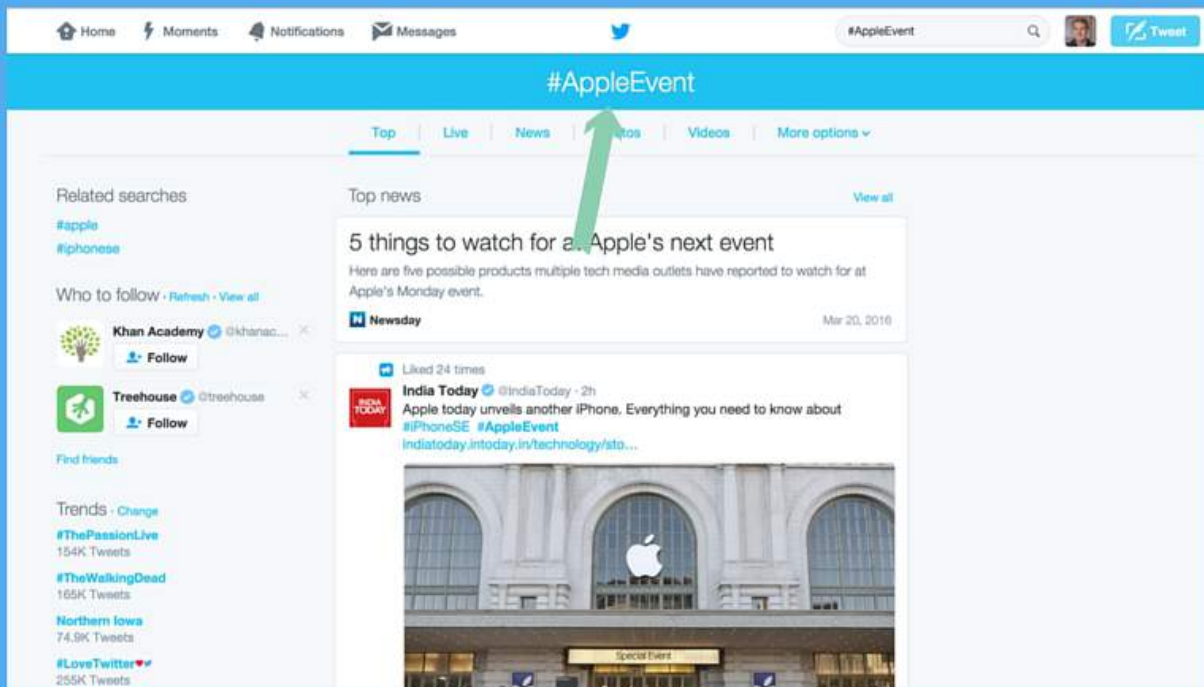 Home Moments Notifications Messages #AppleEvent Tweet
#AppleEvent
Top Live News Videos More options
Related searches
#apple
#iphonese
Who to follow · Refresh · View all
Khan Academy @khanac...
Follow
Treehouse @treehouse
Follow
Find friends
Trends · Change
#ThePassionLive
154K Tweets
#TheWalkingDead
165K Tweets
Northern Iowa
74.9K Tweets
#LoveTwitter
255K Tweets
Top news View all
5 things to watch for at Apple's next event
Here are five possible products multiple tech media outlets have reported to watch for at
Apple's Monday event.
Newsday Mar 20, 2016
Liked 24 times
India Today @IndiaToday · 2h
INDIA
TODAY
Apple today unveils another iPhone. Everything you need to know about
#iPhoneSE #AppleEvent
indiatoday.intoday.in/technology/sto...
Special Event